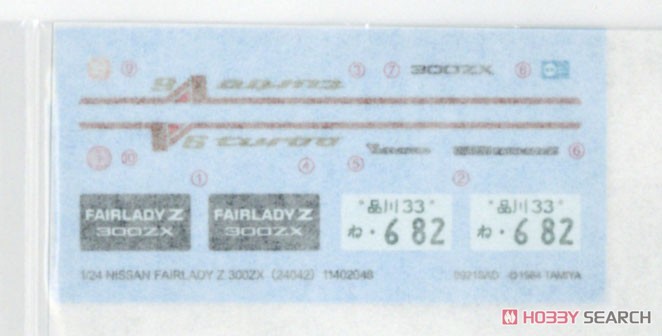 ⑨ ③ ⑦ 300ZX ⑧
V6 turbo
V6 turbo
⑩ ① ④ ⑤ ② ⑥
FAIRLADY Z FAIRLADY Z "品川33" "品川33"
300ZX 300ZX わ・682 わ・682
1/24 NISSAN FAIRLADY Z 300ZX (24042) 11402048 ©1984 TAMIYA
HOBBY SEARCH